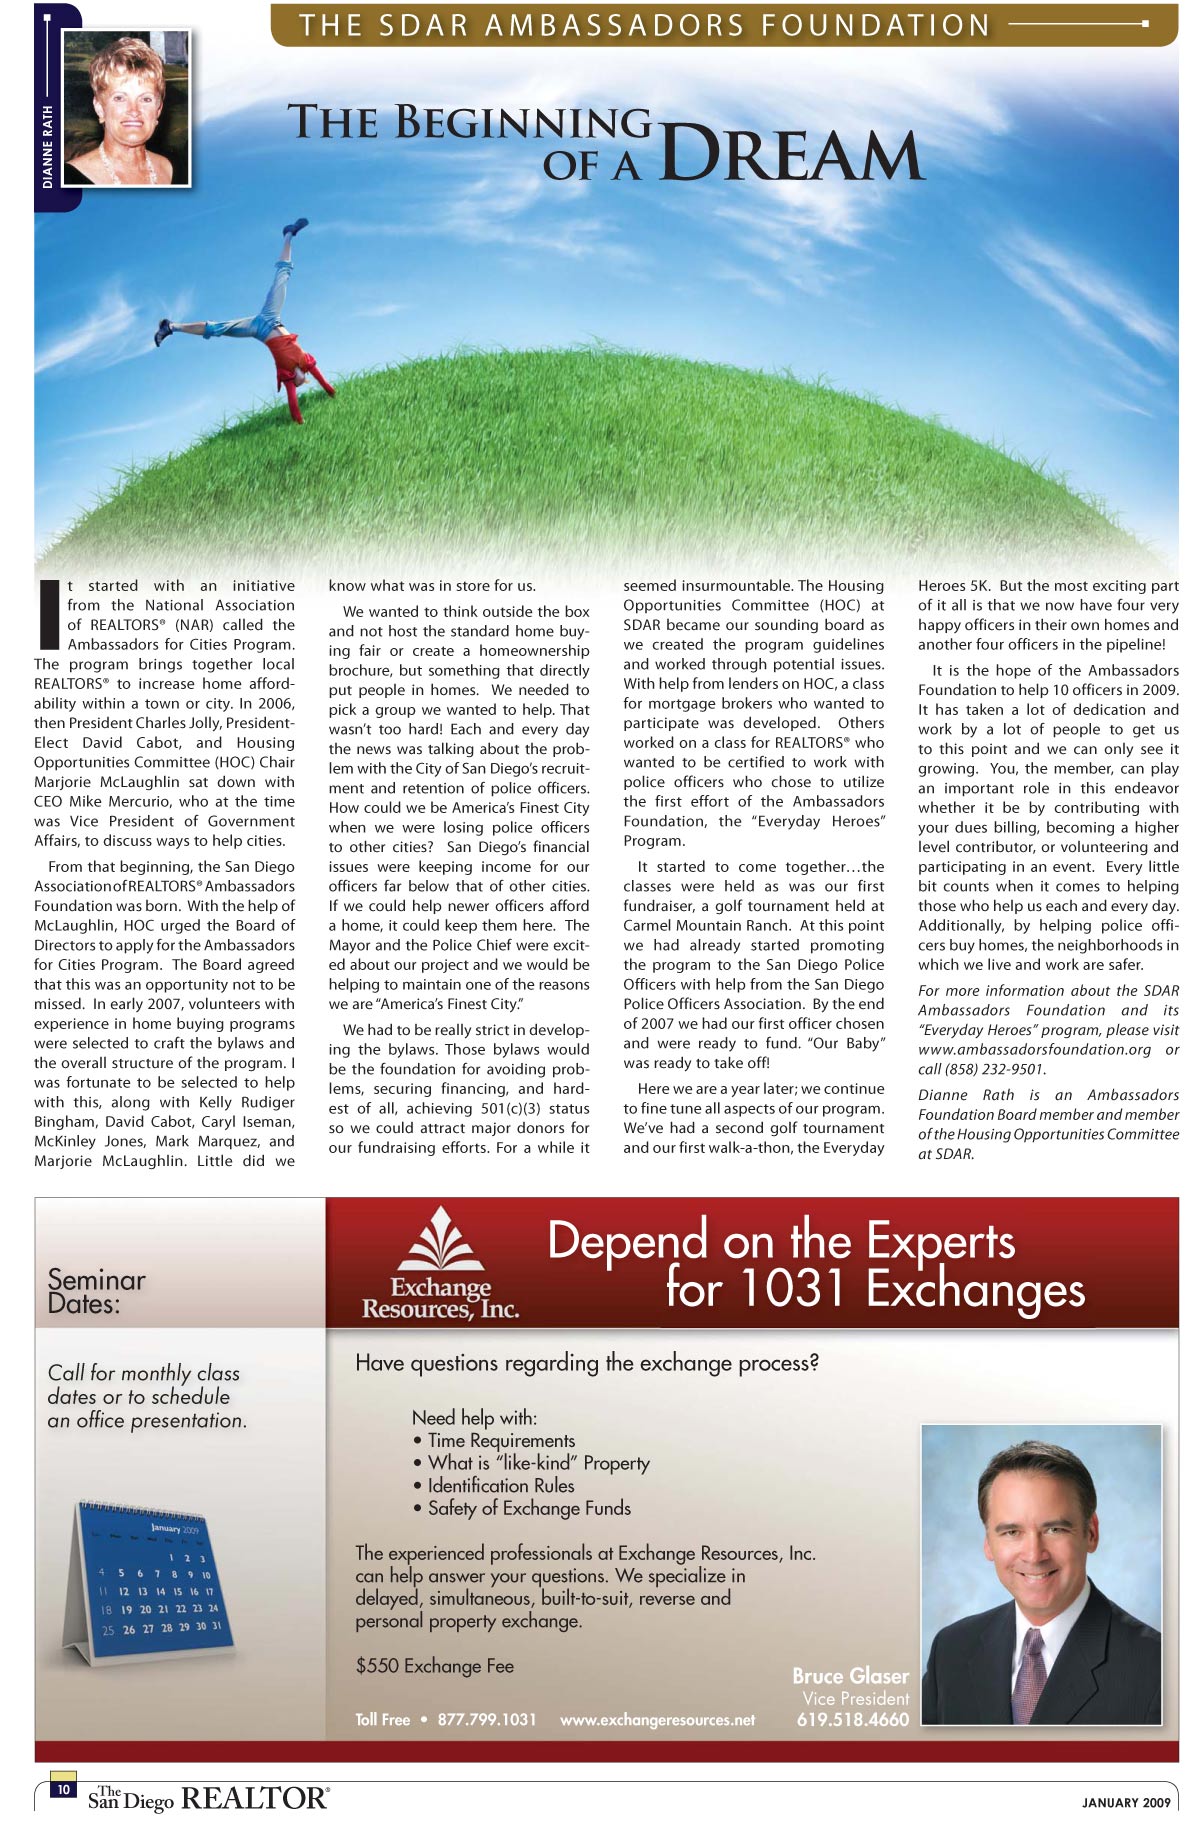 THE SDAR AMBASSADORS FOUNDATION
DIANNE RATH
THE BEGINNING
OF A DREAM
It started with an initiative
from the National Association
of REALTORS® (NAR) called the
Ambassadors for Cities Program.
The program brings together local
REALTORS® to increase home afford-
ability within a town or city. In 2006,
then President Charles Jolly, President-
Elect David Cabot, and Housing
Opportunities Committee (HOC) Chair
Marjorie McLaughlin sat down with
CEO Mike Mercurio, who at the time
was Vice President of Government
Affairs, to discuss ways to help cities.
From that beginning, the San Diego
Association of REALTORS® Ambassadors
Foundation was born. With the help of
McLaughlin, HOC urged the Board of
Directors to apply for the Ambassadors
for Cities Program. The Board agreed
that this was an opportunity not to be
missed. In early 2007, volunteers with
experience in home buying programs
were selected to craft the bylaws and
the overall structure of the program. I
was fortunate to be selected to help
with this, along with Kelly Rudiger
Bingham, David Cabot, Caryl Iseman,
McKinley Jones, Mark Marquez, and
Marjorie McLaughlin. Little did we
know what was in store for us.
We wanted to think outside the box
and not host the standard home buy-
ing fair or create a homeownership
brochure, but something that directly
put people in homes. We needed to
pick a group we wanted to help. That
wasn't too hard! Each and every day
the news was talking about the prob-
lem with the City of San Diego's recruit-
ment and retention of police officers.
How could we be America's Finest City
when we were losing police officers
to other cities? San Diego's financial
issues were keeping income for our
officers far below that of other cities.
If we could help newer officers afford
a home, it could keep them here. The
Mayor and the Police Chief were excit-
ed about our project and we would be
helping to maintain one of the reasons
we are "America's Finest City."
We had to be really strict in develop-
ing the bylaws. Those bylaws would
be the foundation for avoiding prob-
lems, securing financing, and hard-
est of all, achieving 501(c)(3) status
so we could attract major donors for
our fundraising efforts. For a while it
seemed insurmountable. The Housing
Opportunities Committee (HOC) at
SDAR became our sounding board as
we created the program guidelines
and worked through potential issues.
With help from lenders on HOC, a class
for mortgage brokers who wanted to
participate was developed. Others
worked on a class for REALTORS® who
wanted to be certified to work with
police officers who chose to utilize
the first effort of the Ambassadors
Foundation, the "Everyday Heroes"
Program.
It started to come together…the
classes were held as was our first
fundraiser, a golf tournament held at
Carmel Mountain Ranch. At this point
we had already started promoting
the program to the San Diego Police
Officers with help from the San Diego
Police Officers Association. By the end
of 2007 we had our first officer chosen
and were ready to fund. "Our Baby"
was ready to take off!
Here we are a year later; we continue
to fine tune all aspects of our program.
We've had a second golf tournament
and our first walk-a-thon, the Everyday
Heroes 5K. But the most exciting part
of it all is that we now have four very
happy officers in their own homes and
another four officers in the pipeline!
It is the hope of the Ambassadors
Foundation to help 10 officers in 2009.
It has taken a lot of dedication and
work by a lot of people to get us
to this point and we can only see it
growing. You, the member, can play
an important role in this endeavor
whether it be by contributing with
your dues billing, becoming a higher
level contributor, or volunteering and
participating in an event. Every little
bit counts when it comes to helping
those who help us each and every day.
Additionally, by helping police offi-
cers buy homes, the neighborhoods in
which we live and work are safer.
For more information about the SDAR
Ambassadors Foundation and its
"Everyday Heroes" program, please visit
www.ambassadorsfoundation.org or
call (858) 232-9501.
Dianne Rath is an Ambassadors
Foundation Board member and member
of the Housing Opportunities Committee
at SDAR.
Seminar
Dates:
Call for monthly class
dates or to schedule
an office presentation.
January 2009
1 2 3
4 5 6 7 8 9 10
11 12 13 14 15 16 17
18 19 20 21 22 23 24
25 26 27 28 29 30 31
Exchange
Resources, Inc.
Depend on the Experts
for 1031 Exchanges
Have questions regarding the exchange process?
Need help with:
• Time Requirements
• What is "like-kind" Property
• Identification Rules
• Safety of Exchange Funds
The experienced professionals at Exchange Resources, Inc.
can help answer your questions. We specialize in
delayed, simultaneous, built-to-suit, reverse and
personal property exchange.
$550 Exchange Fee
Toll Free • 877.799.1031 www.exchangeresources.net
Bruce Glaser
Vice President
619.518.4660
10 The San Diego REALTOR®
JANUARY 2009